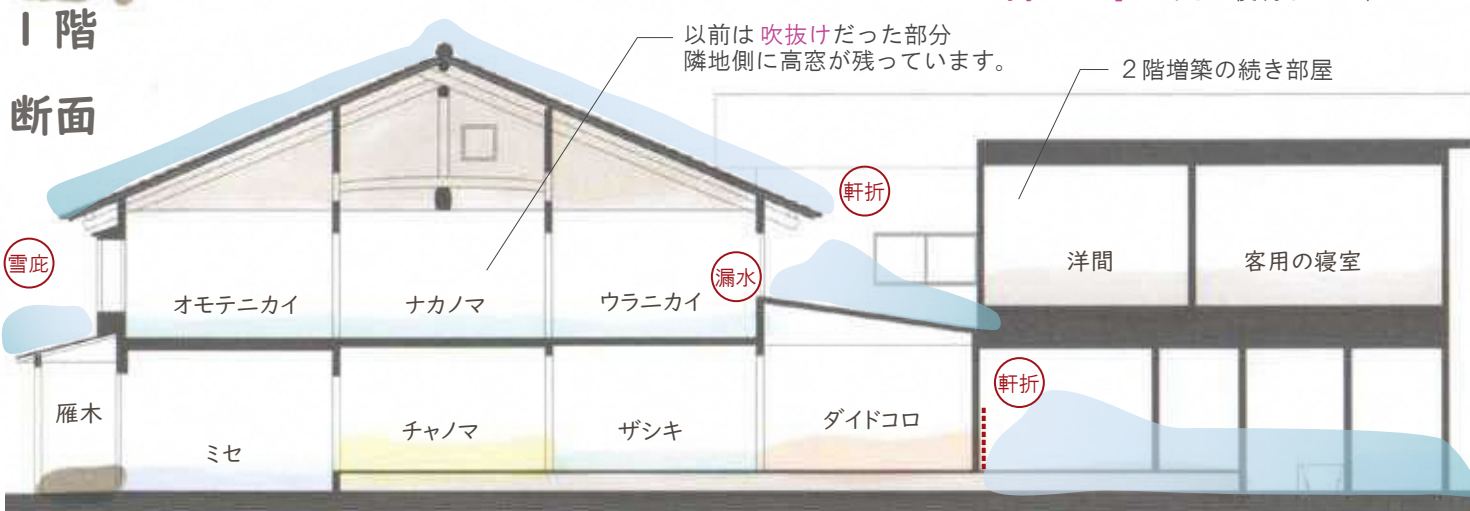 1階
断面
以前は 吹抜けだった部分
隣地側に高窓が残っています。
2階増築の続き部屋
軒折
雪庇
漏水
洋間
客用の寝室
オモテニカイ
ナカノマ
ウラニカイ
軒折
雁木
ミセ
チャノマ
ザシキ
ダイドコロ